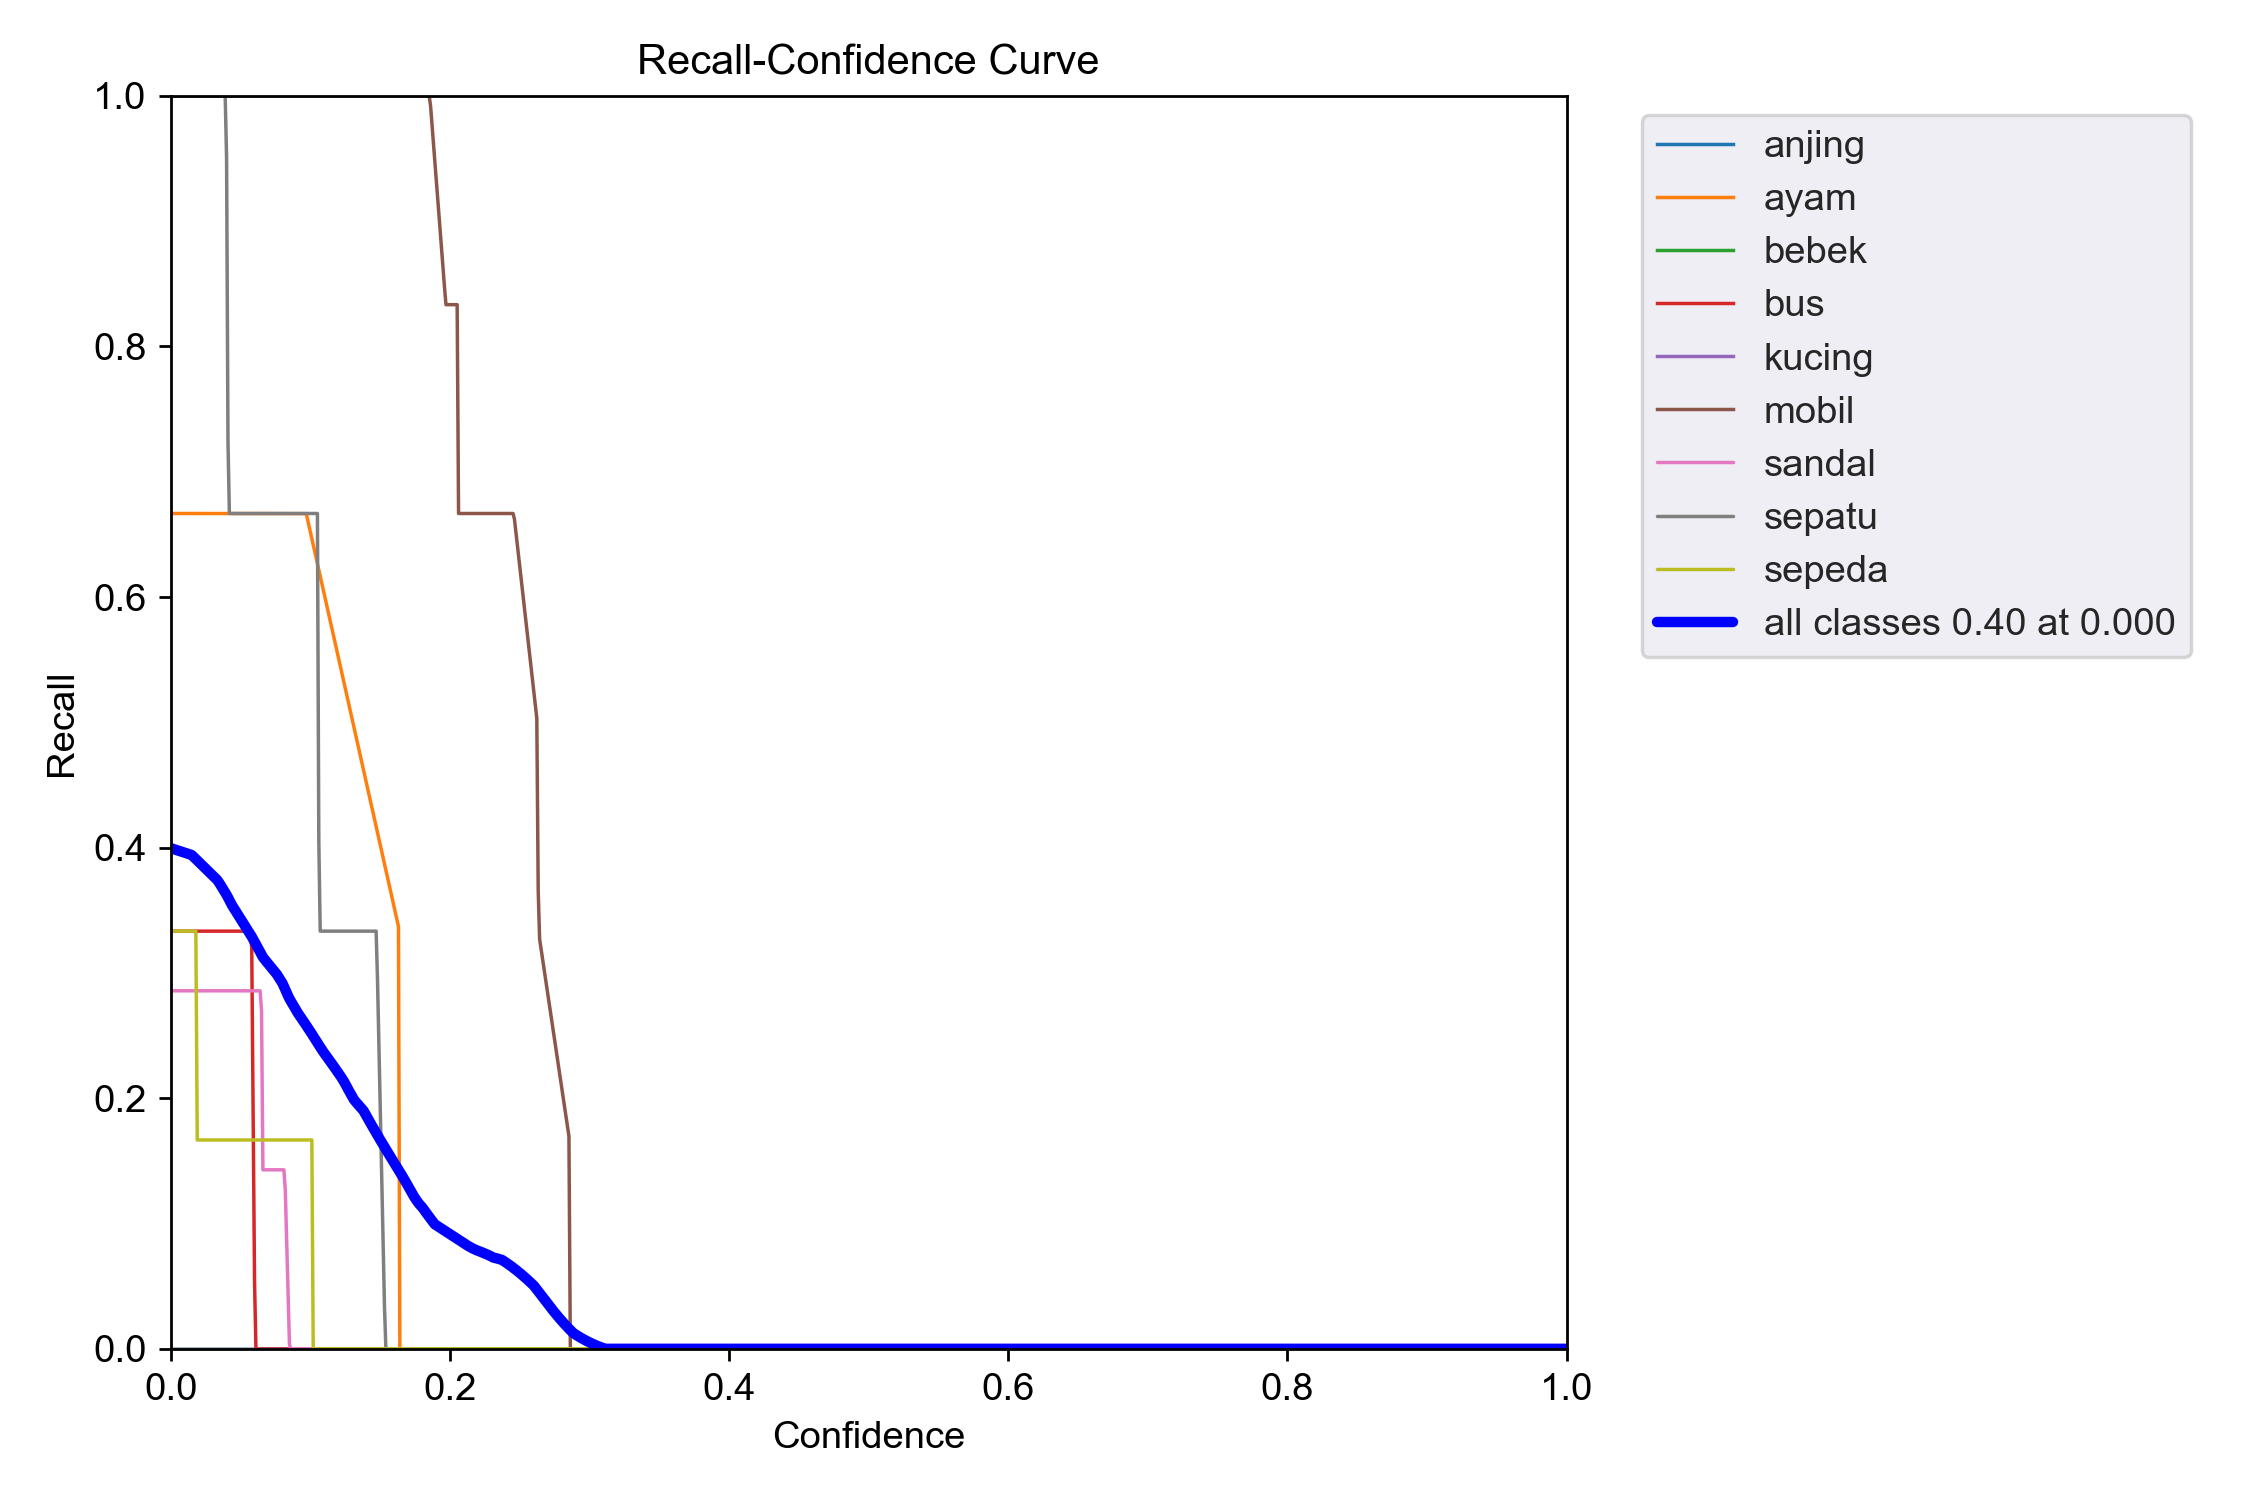 Recall-Confidence Curve
1.0
0.8
0.6
0.4
0.2
0.0
Recall
0.0 0.2 0.4 0.6 0.8 1.0
Confidence
anjing
ayam
bebek
bus
kucing
mobil
sandal
sepatu
sepeda
all classes 0.40 at 0.000